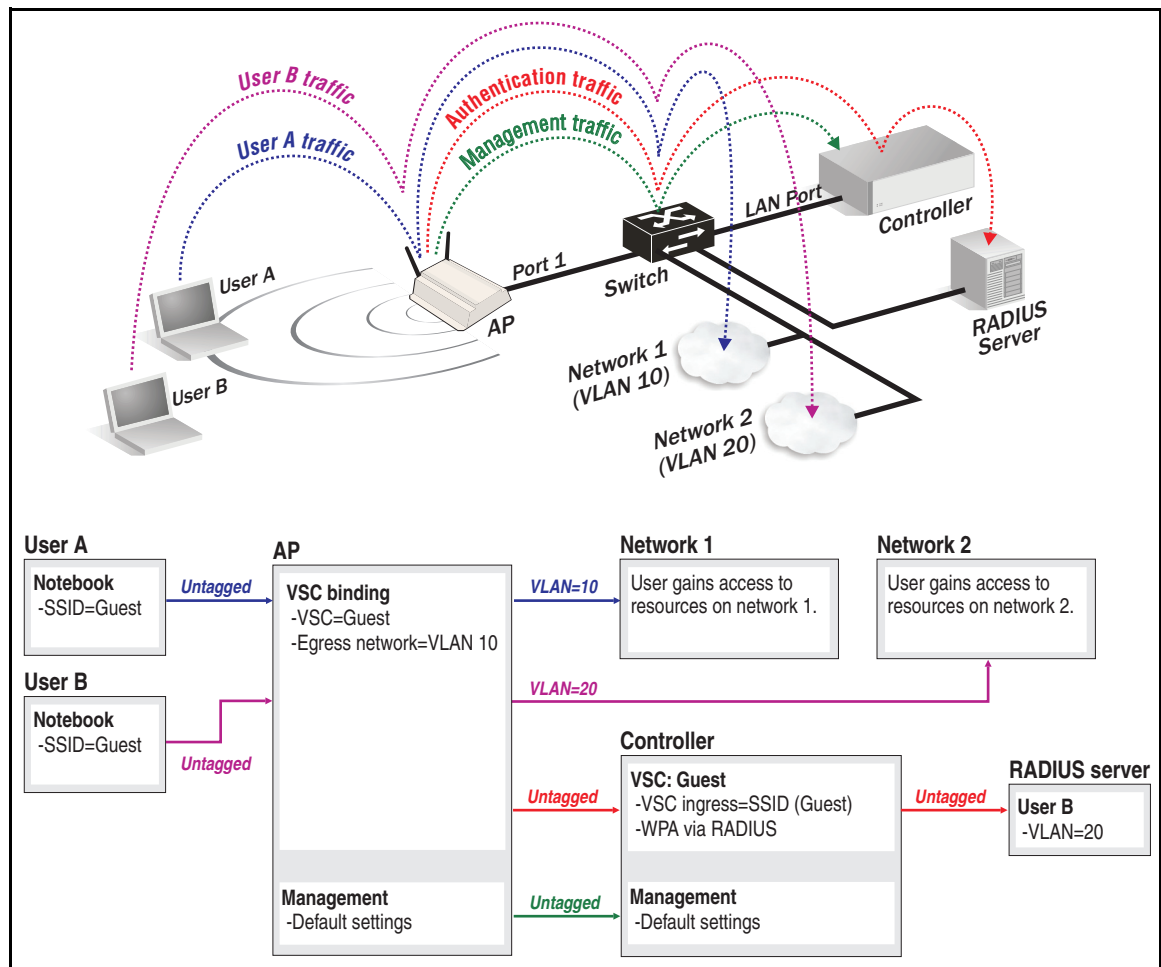 User B traffic
User A traffic
Authentication traffic
Management traffic
LAN Port
Controller
User A
Port 1
Switch
AP
RADIUS
Server
User B
Network 1
(VLAN 10)
Network 2
(VLAN 20)
User A
Notebook
-SSID=Guest
Untagged
User B
Notebook
-SSID=Guest
Untagged
AP
VSC binding
-VSC=Guest
-Egress network=VLAN 10
Management
-Default settings
VLAN=10
Network 1
User gains access to
resources on network 1.
Network 2
User gains access to
resources on network 2.
VLAN=20
Untagged
Controller
VSC: Guest
-VSC ingress=SSID (Guest)
-WPA via RADIUS
Untagged
RADIUS server
User B
-VLAN=20
Untagged
Management
-Default settings